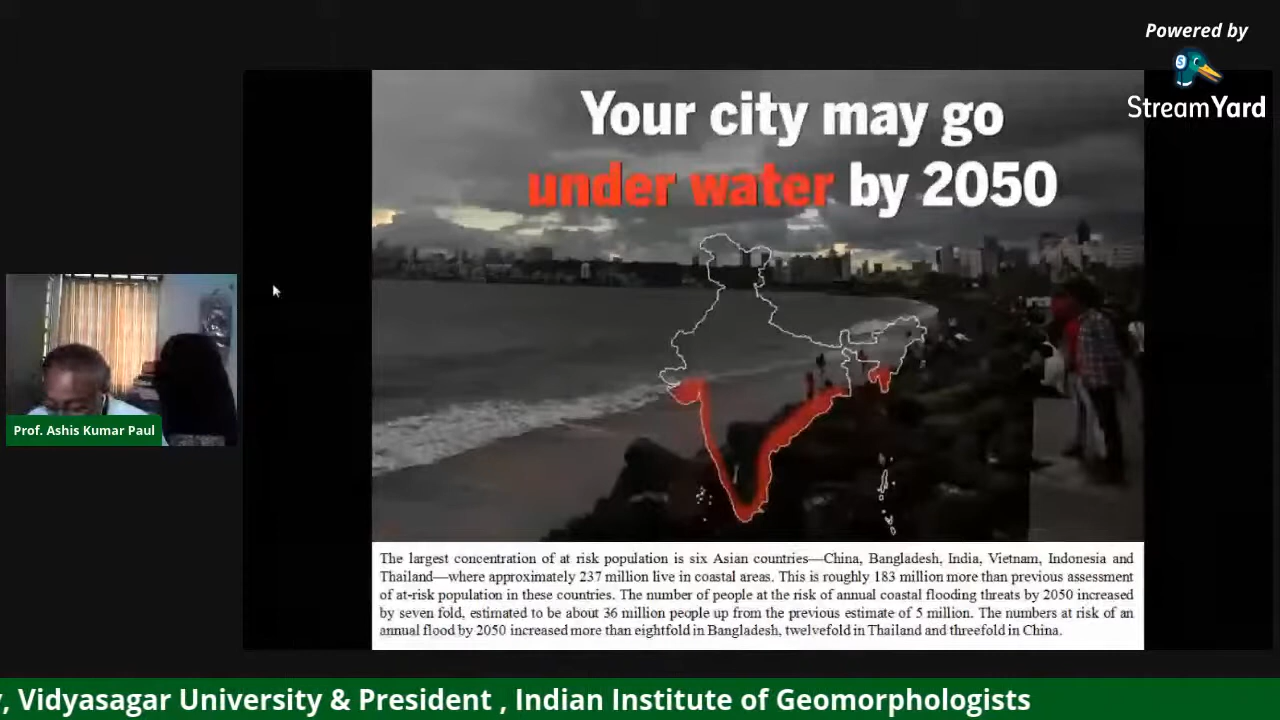 Powered by
StreamYard
Your city may go
under water by 2050
Prof. Ashis Kumar Paul
The largest concentration of at risk population is six Asian countries—China, Bangladesh, India, Vietnam, Indonesia and
Thailand—where approximately 237 million live in coastal areas. This is roughly 183 million more than previous assessment
of at-risk population in these countries. The number of people at the risk of annual coastal flooding threats by 2050 increased
by seven fold, estimated to be about 36 million people up from the previous estimate of 5 million. The numbers at risk of an
annual flood by 2050 increased more than eightfold in Bangladesh, twelvefold in Thailand and threefold in China.
, Vidyasagar University & President , Indian Institute of Geomorphologists